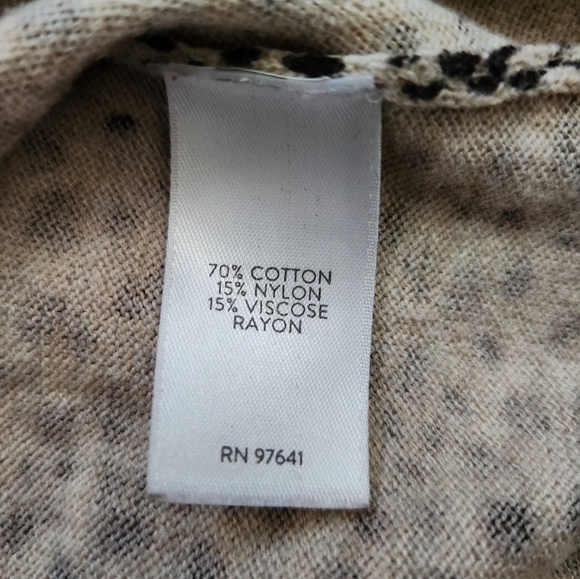 70% COTTON
15% NYLON
15% VISCOSE
RAYON
RN 97641